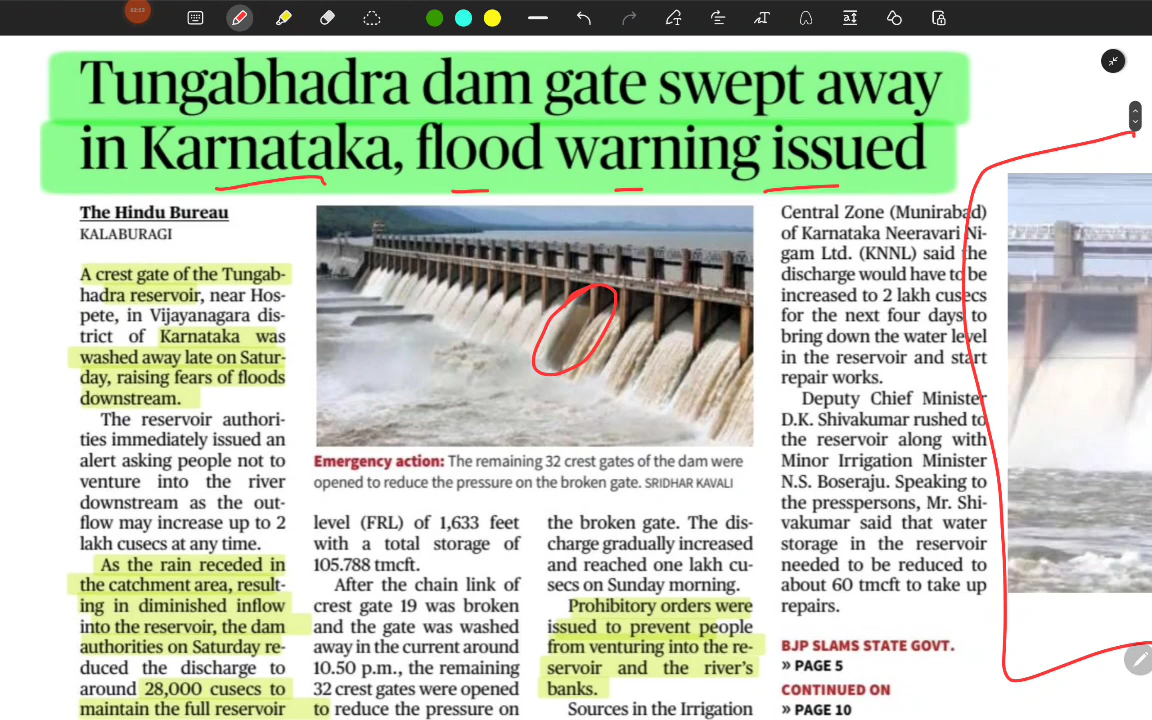 02:53
Tungabhadra dam gate swept away
in Karnataka, flood warning issued
The Hindu Bureau
KALABURAGI
A crest gate of the Tungab-
hadra reservoir, near Hos-
pete, in Vijayanagara dis-
trict of Karnataka was
washed away late on Satur-
day, raising fears of floods
downstream.
The reservoir authori-
ties immediately issued an
alert asking people not to
venture into the river
downstream as the out-
flow may increase up to 2
lakh cusecs at any time.
As the rain receded in
the catchment area, result-
ing in diminished inflow
into the reservoir, the dam
authorities on Saturday re-
duced the discharge to
around 28,000 cusecs to
maintain the full reservoir
Emergency action: The remaining 32 crest gates of the dam were
opened to reduce the pressure on the broken gate. SRIDHAR KAVALI
level (FRL) of 1,633 feet
with a total storage of
105.788 tmcft.
After the chain link of
crest gate 19 was broken
and the gate was washed
away in the current around
10.50 p.m., the remaining
32 crest gates were opened
to reduce the pressure on
the broken gate. The dis-
charge gradually increased
and reached one lakh cu-
secs on Sunday morning.
Prohibitory orders were
issued to prevent people
from venturing into the re-
servoir and the river's
banks.
Sources in the Irrigation
Central Zone (Munirabad)
of Karnataka Neeravari Ni-
gam Ltd. (KNNL) said the
discharge would have to be
increased to 2 lakh cusecs
for the next four days to
bring down the water level
in the reservoir and start
repair works.
Deputy Chief Minister
D.K. Shivakumar rushed to
the reservoir along with
Minor Irrigation Minister
N.S. Boseraju. Speaking to
the presspersons, Mr. Shi-
vakumar said that water
storage in the reservoir
needed to be reduced to
about 60 tmcft to take up
repairs.
BJP SLAMS STATE GOVT.
» PAGE 5
CONTINUED ON
» PAGE 10